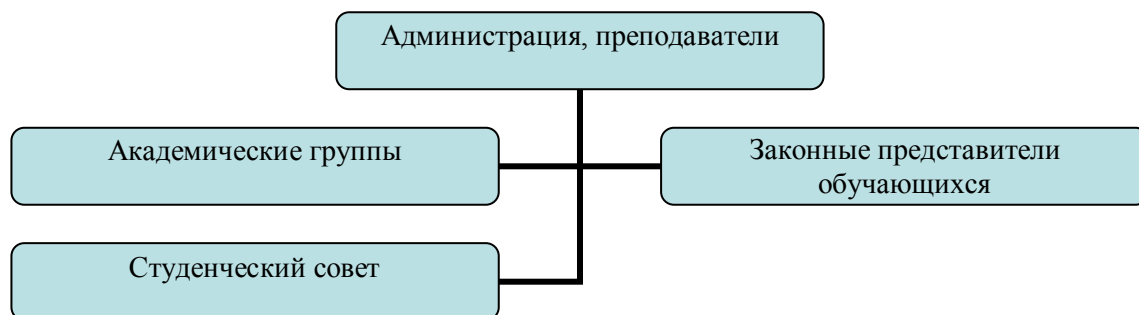 Администрация, преподаватели
Академические группы
Законные представители
обучающихся
Студенческий совет